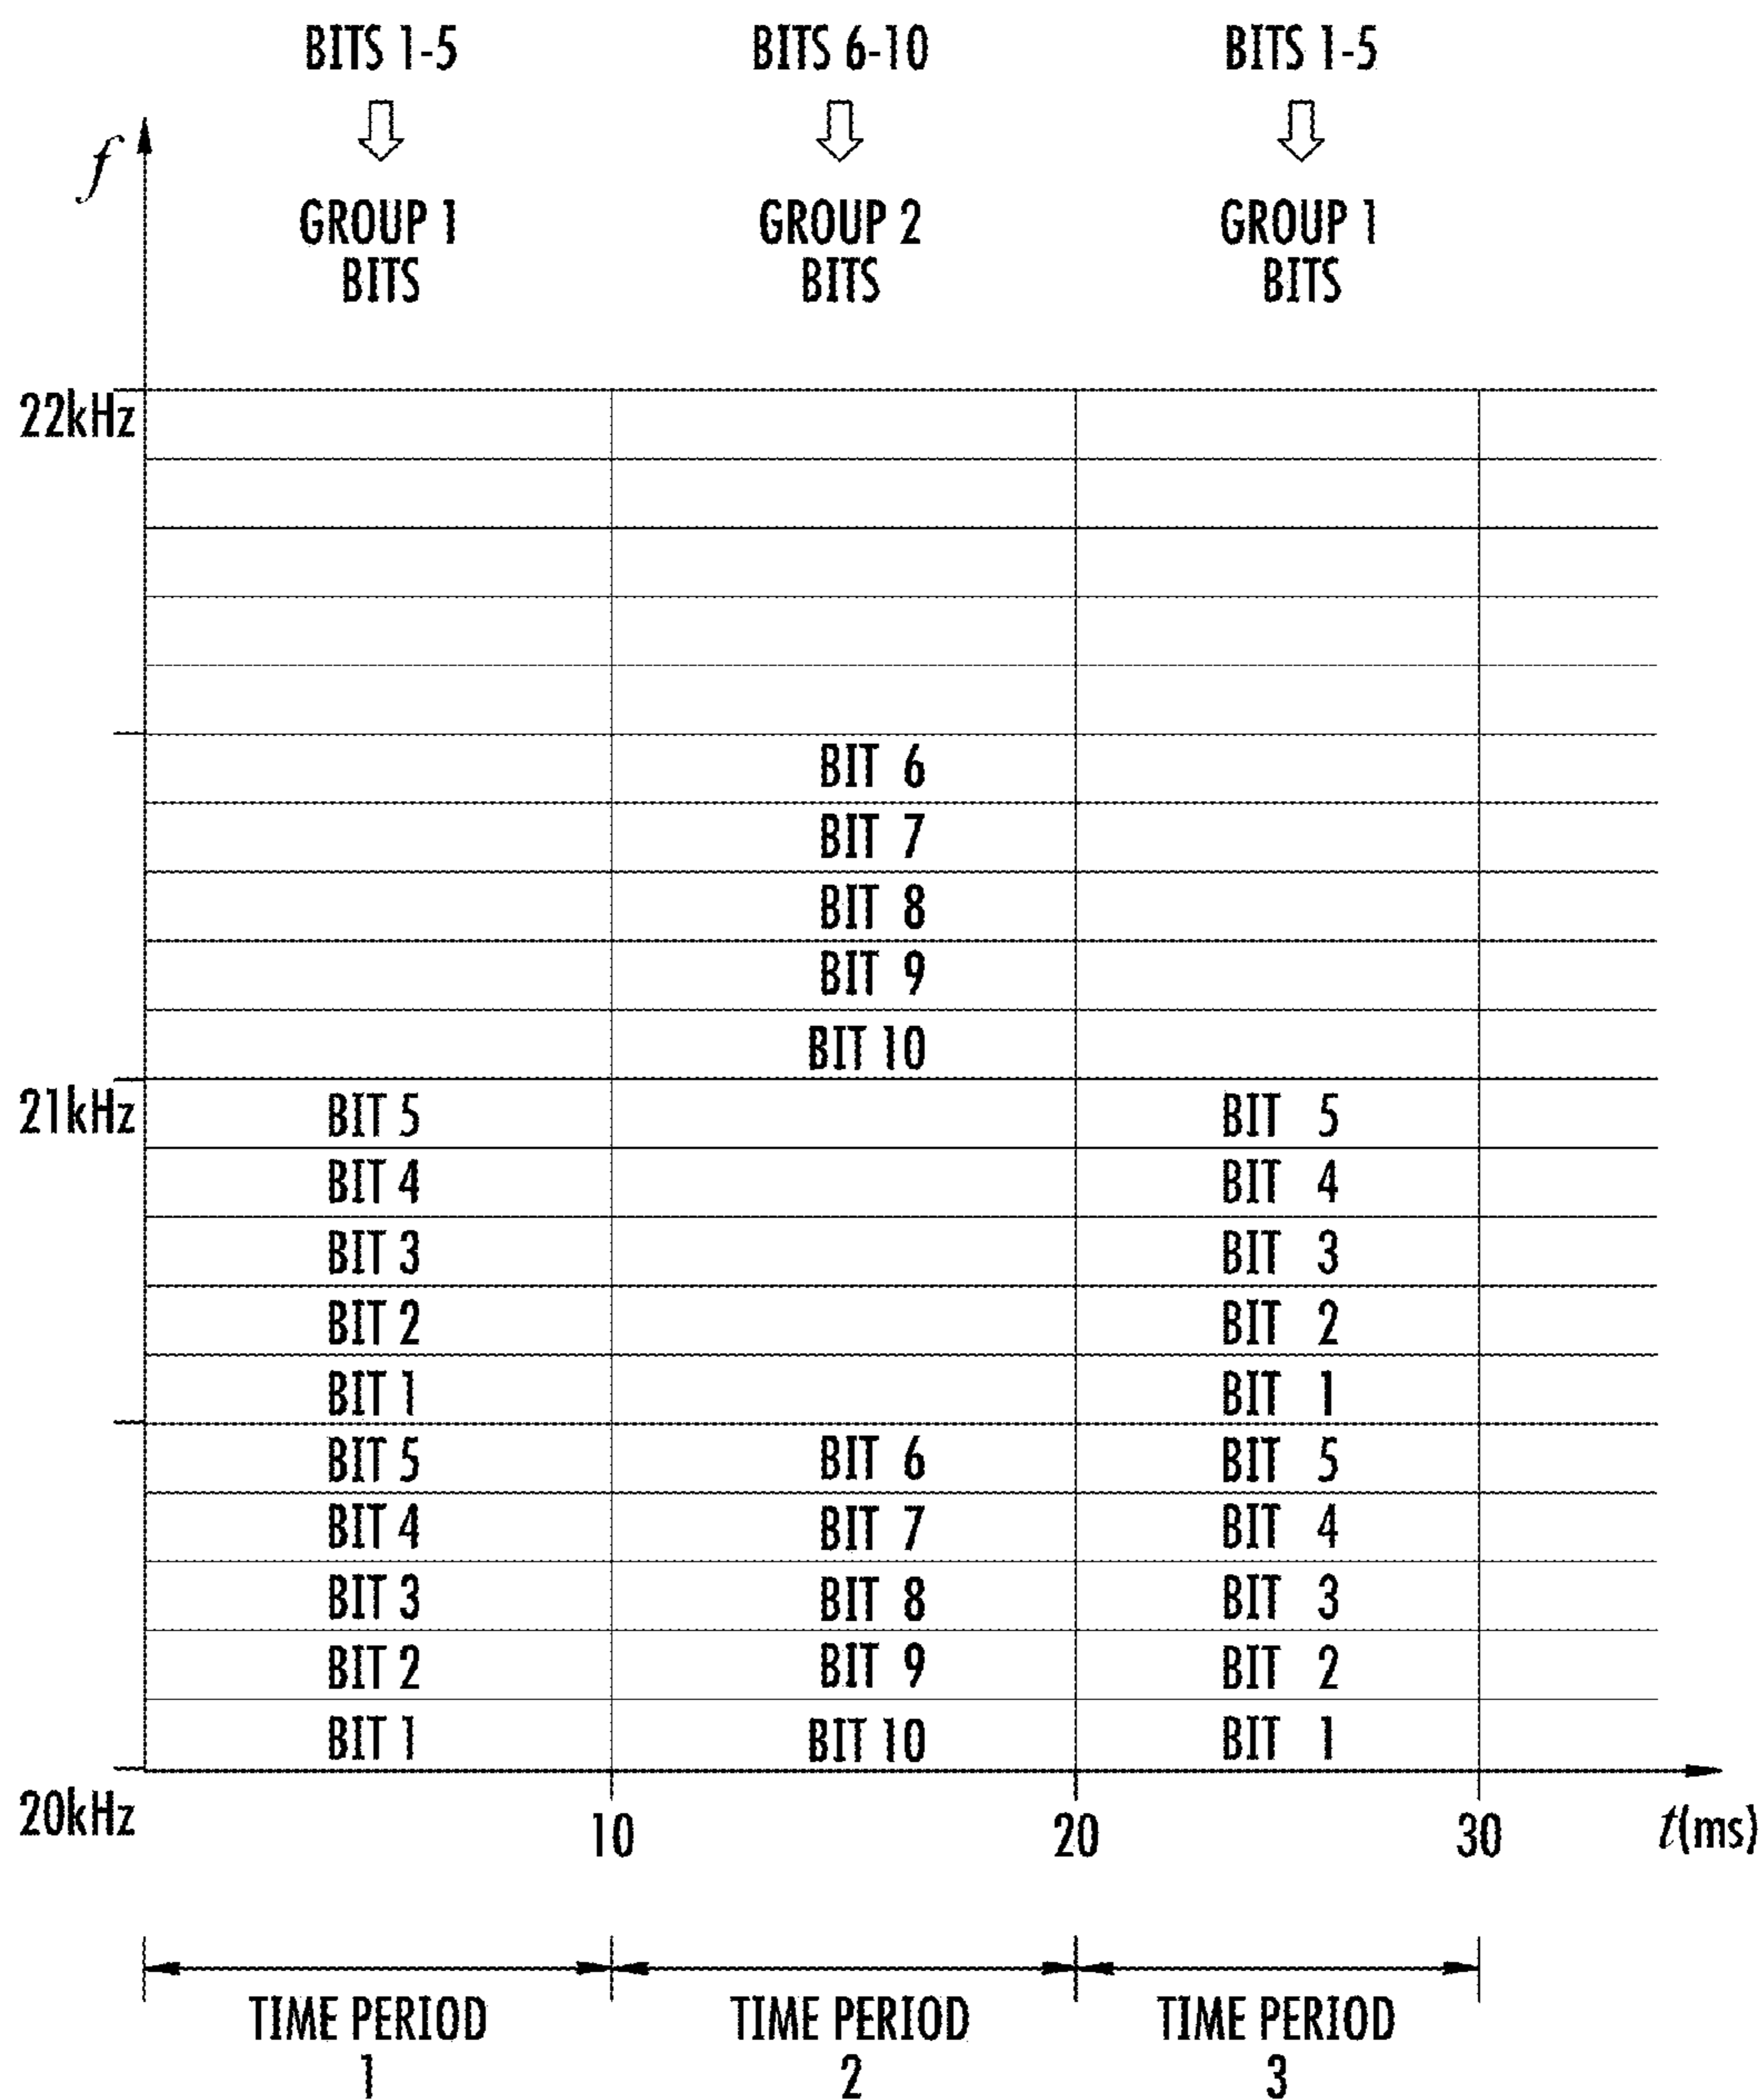 BITS 1-5 BITS 6-10 BITS 1-5
f
GROUP 1 GROUP 2 GROUP 1
BITS BITS BITS
22kHz
BIT 6
BIT 7
BIT 8
BIT 9
BIT 10
21kHz BIT 5 BIT 5
BIT 4 BIT 4
BIT 3 BIT 3
BIT 2 BIT 2
BIT 1 BIT 1
BIT 5 BIT 6 BIT 5
BIT 4 BIT 7 BIT 4
BIT 3 BIT 8 BIT 3
BIT 2 BIT 9 BIT 2
BIT 1 BIT 10 BIT 1
20kHz 10 20 30 t(ms)
TIME PERIOD TIME PERIOD TIME PERIOD
1 2 3